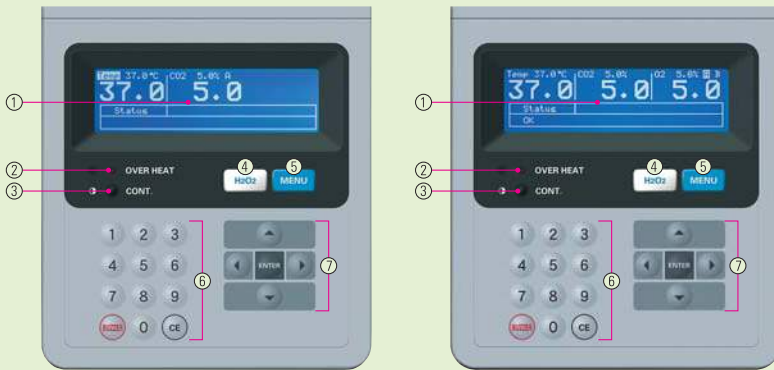 Temp 37.0℃ CO2 5.0% A
37.0 5.0
①
Status
② OVER HEAT
③ CONT.
④ H2O2
⑤ MENU
1 2 3
4 5 6
7 8 9
0 CE
⑥
ENTER
⑦
Temp 37.0℃ CO2 5.0% O2 5.0% B
37.0 5.0 5.0
①
Status
OK
② OVER HEAT
③ CONT.
④ H2O2
⑤ MENU
1 2 3
4 5 6
7 8 9
0 CE
⑥
ENTER
⑦